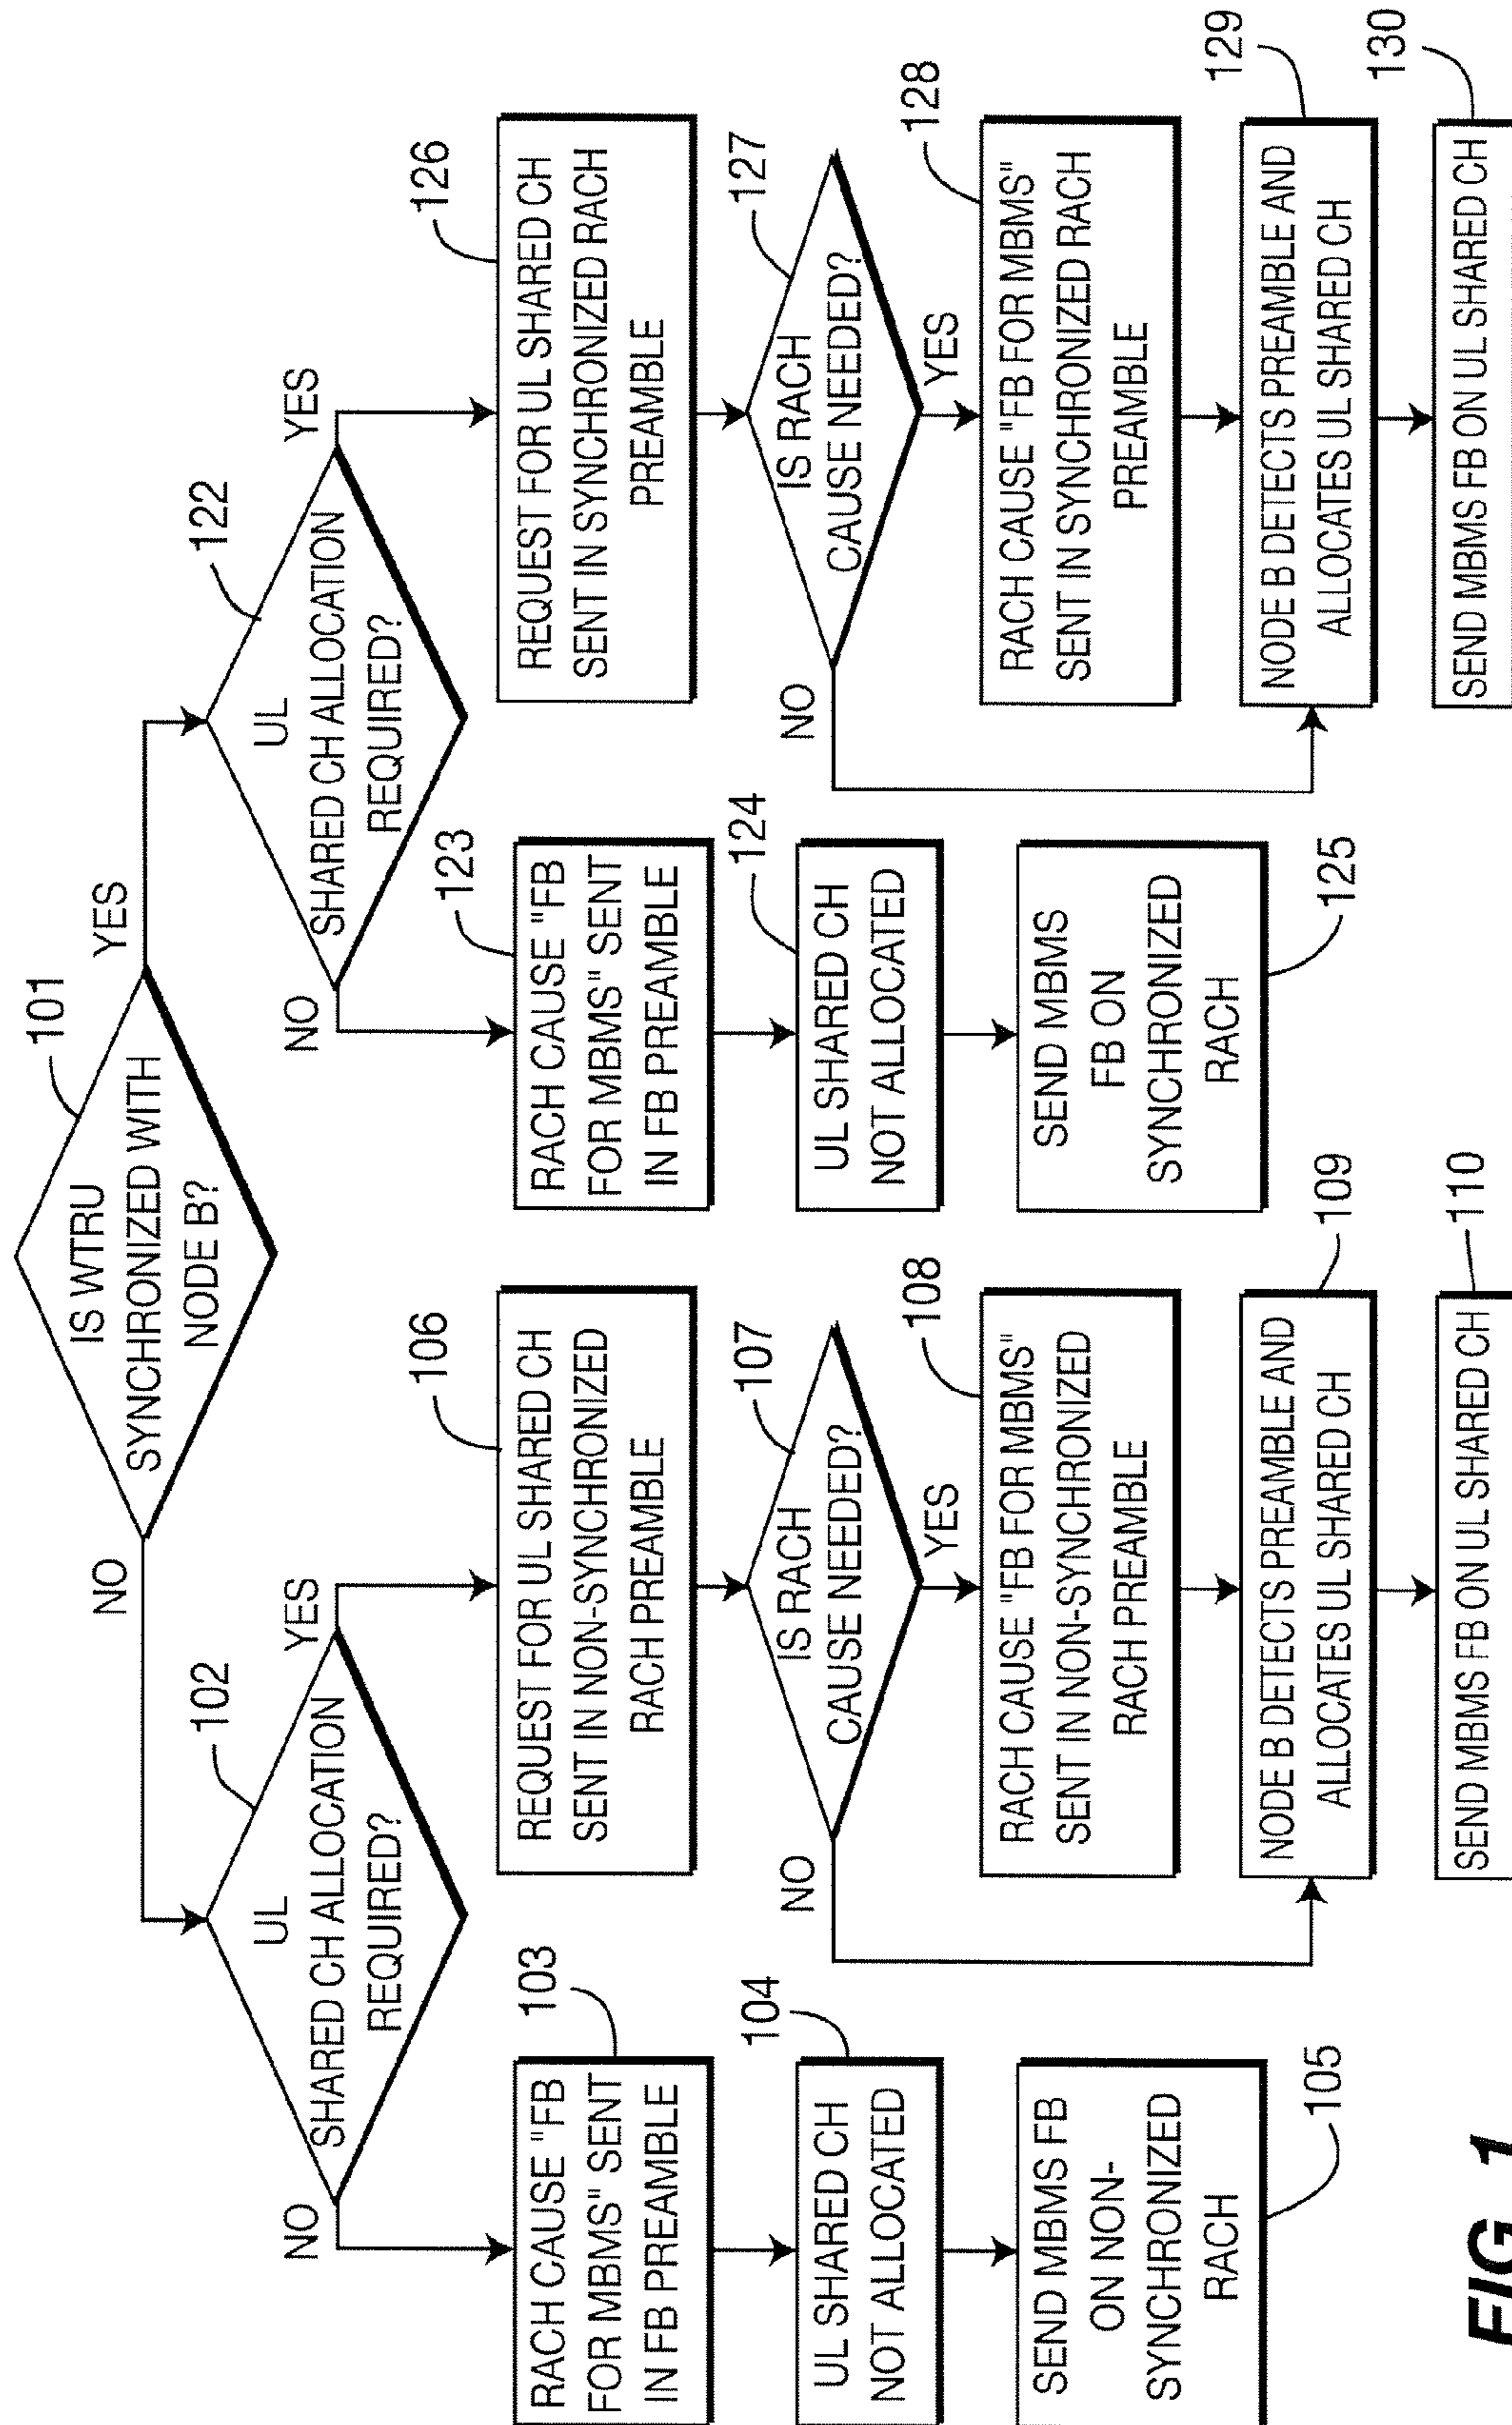 101
IS WTRU
SYNCHRONIZED WITH
NODE B?
NO
YES
102
UL
SHARED CH ALLOCATION
REQUIRED?
NO
YES
122
UL
SHARED CH ALLOCATION
REQUIRED?
NO
YES
103
RACH CAUSE "FB
FOR MBMS" SENT
IN FB PREAMBLE
106
REQUEST FOR UL SHARED CH
SENT IN NON-SYNCHRONIZED
RACH PREAMBLE
123
RACH CAUSE "FB
FOR MBMS" SENT
IN FB PREAMBLE
126
REQUEST FOR UL SHARED CH
SENT IN SYNCHRONIZED RACH
PREAMBLE
104
UL SHARED CH
NOT ALLOCATED
107
IS RACH
CAUSE NEEDED?
NO
YES
124
UL SHARED CH
NOT ALLOCATED
127
IS RACH
CAUSE NEEDED?
NO
YES
105
SEND MBMS FB
ON NON-
SYNCHRONIZED
RACH
108
RACH CAUSE "FB FOR MBMS"
SENT IN NON-SYNCHRONIZED
RACH PREAMBLE
125
SEND MBMS
FB ON
SYNCHRONIZED
RACH
128
RACH CAUSE "FB FOR MBMS"
SENT IN SYNCHRONIZED RACH
PREAMBLE
109
NODE B DETECTS PREAMBLE AND
ALLOCATES UL SHARED CH
129
NODE B DETECTS PREAMBLE AND
ALLOCATES UL SHARED CH
110
SEND MBMS FB ON UL SHARED CH
130
SEND MBMS FB ON UL SHARED CH
FIG. 1